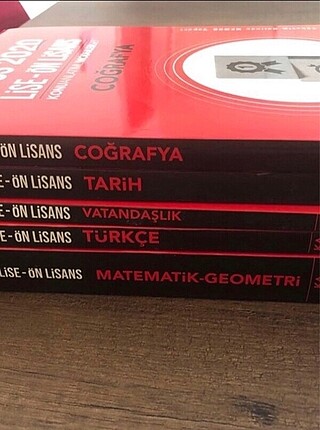 2020
LİSE-ÖN LİSANS
COĞRAFYA
ÖN LİSANS COĞRAFYA
E-ÖN LİSANS TARİH
E-ÖN LİSANS VATANDAŞLIK
E-ÖN LİSANS TÜRKÇE
LİSE-ÖN LİSANS MATEMATİK-GEOMETRİ